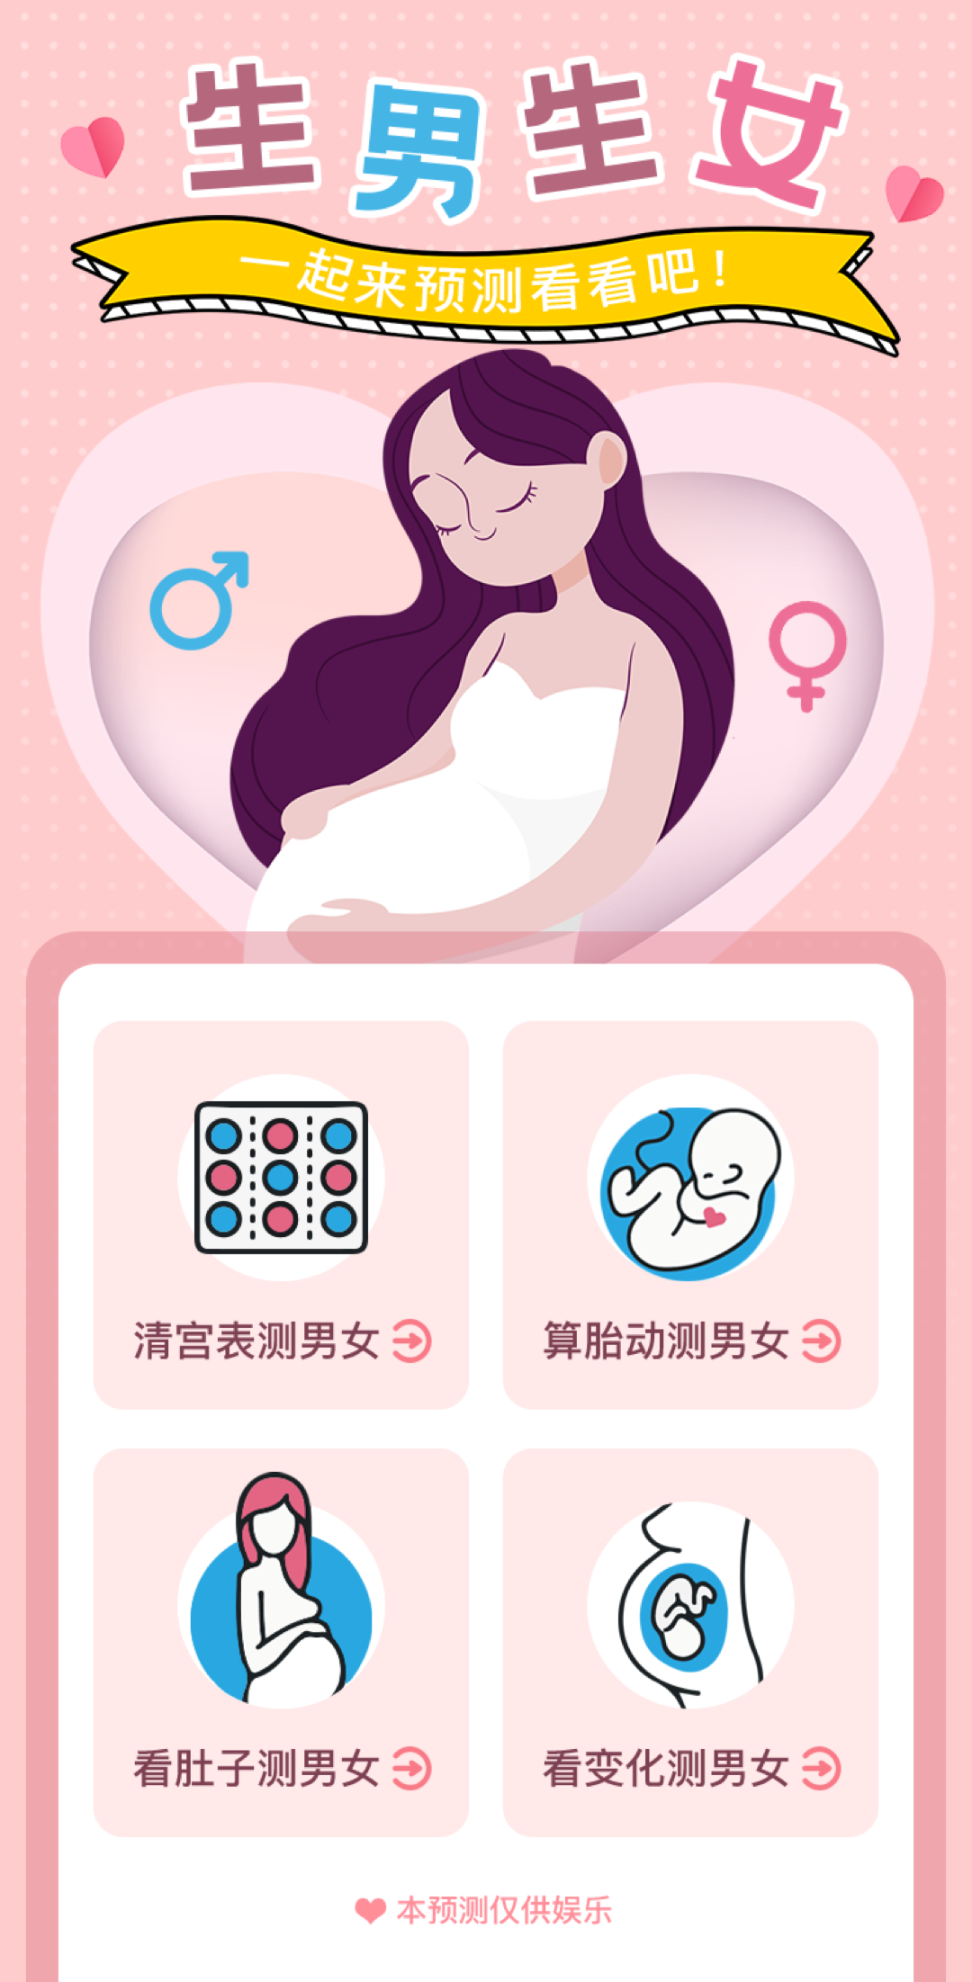 生男生女
一起来预测看看吧！
清宫表测男女
算胎动测男女
看肚子测男女
看变化测男女
本预测仅供娱乐